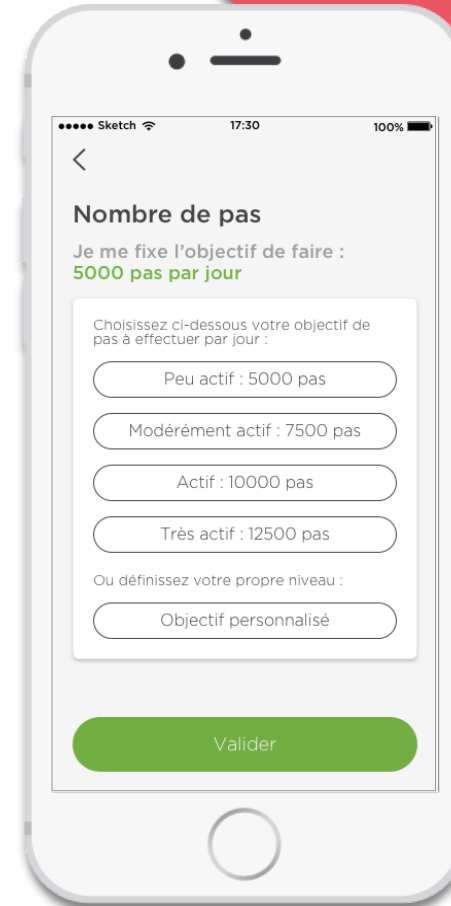 Sketch 17:30 100%
Nombre de pas
Je me fixe l'objectif de faire :
5000 pas par jour
Choisissez ci-dessous votre objectif de
pas à effectuer par jour :
Peu actif : 5000 pas
Modérément actif : 7500 pas
Actif : 10000 pas
Très actif : 12500 pas
Ou définissez votre propre niveau :
Objectif personnalisé
Valider